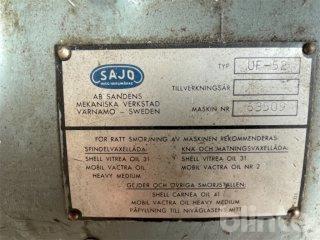 SAJO
TYP UF-52
TILLVERKNINGSÅR
AB SANDENS
MEKANISKA VERKSTAD
VÄRNAMO - SWEDEN
MASKIN NR 63509
FÖR RÄTT SMÖRJNING AV MASKINEN REKOMMENDERAS:
SPINDELVÄXELLÅDA: KNÄ OCH MATNINGSVÄXELLÅDA:
SHELL VITREA OIL 31 SHELL VITREA OIL 31
MOBIL VACTRA OIL MOBIL VACTRA OIL NR 2
HEAVY MEDIUM
GEJDER OCH ÖVRIGA SMÖRJSTÄLLEN:
SHELL CARNEA OIL 41
MOBIL VACTRA OIL HEAVY MEDIUM
PÅFYLLNING TILL NIVÅGLASENS MITT